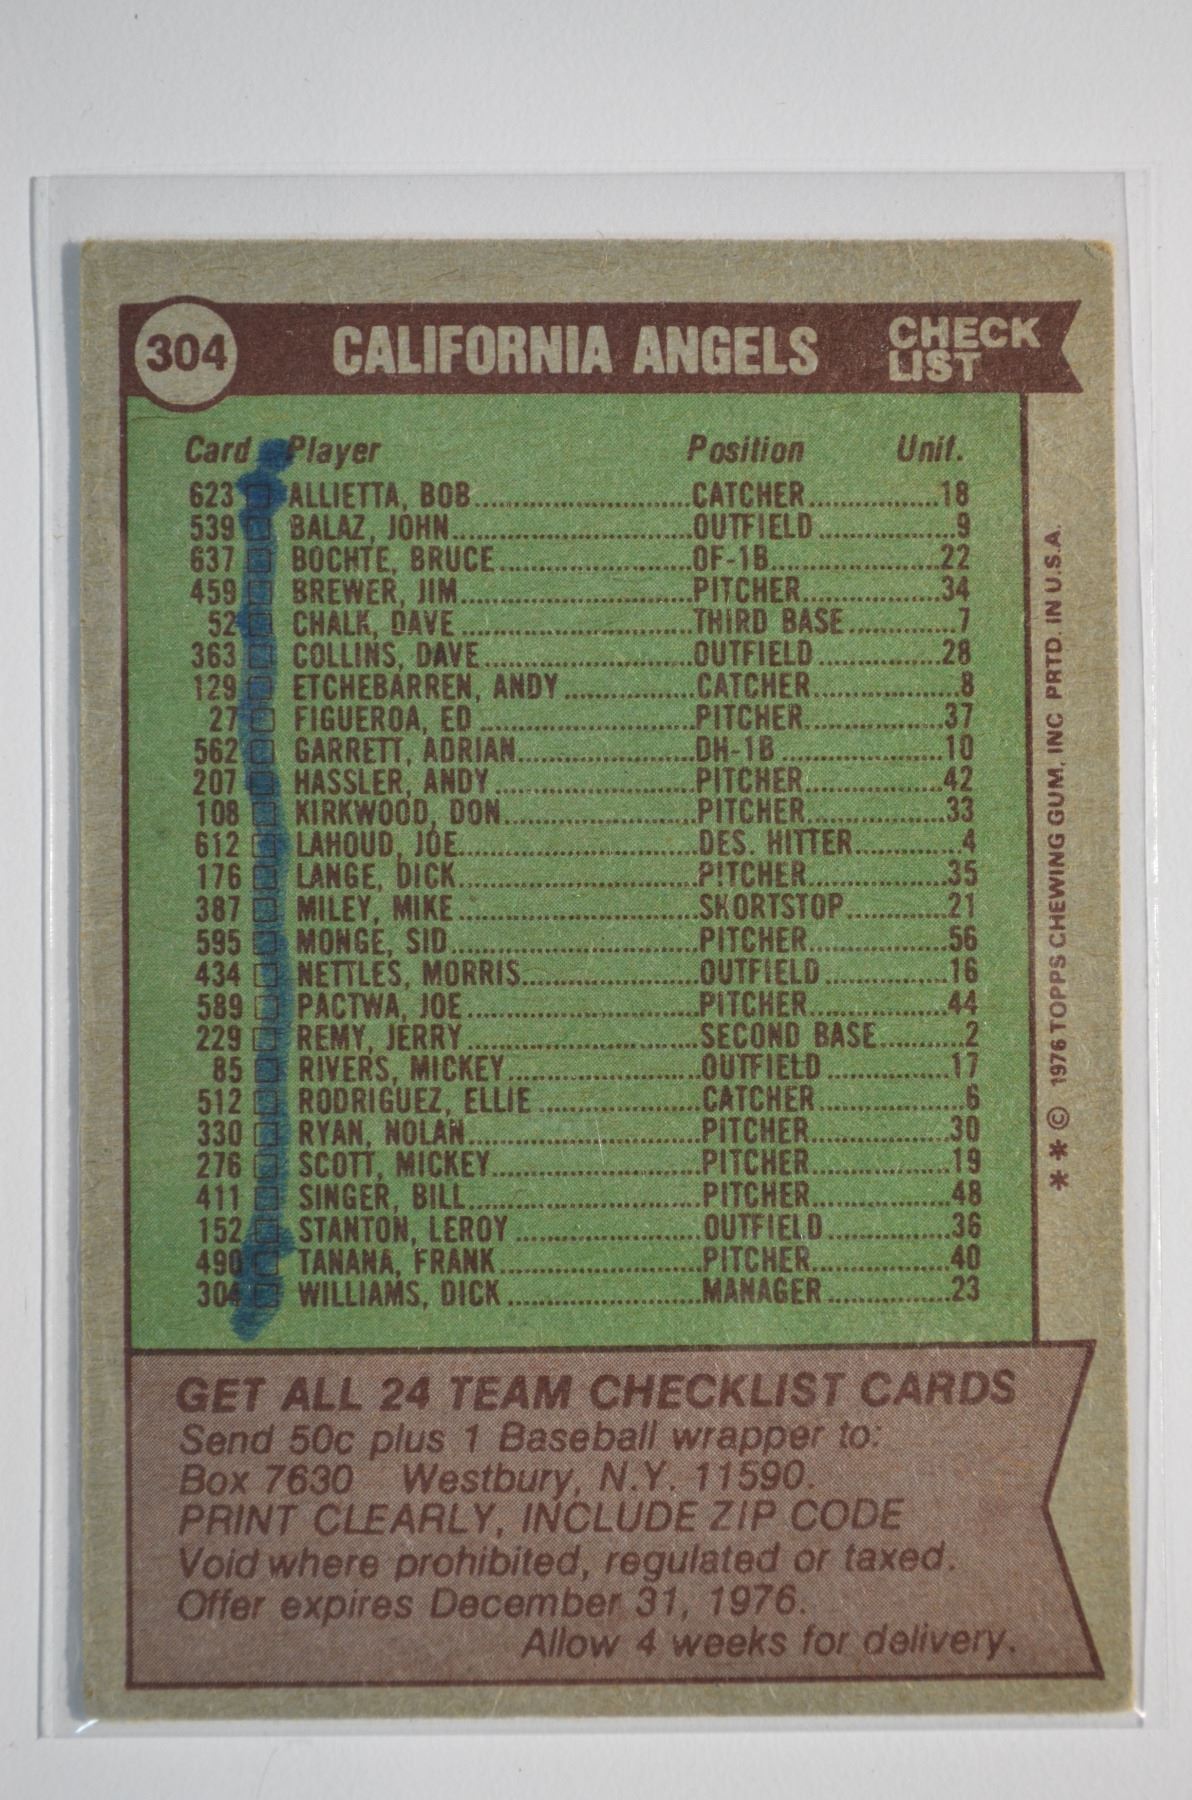 304 CALIFORNIA ANGELS CHECK LIST
Card Player Position Unif.
623 ALLIETTA, BOB CATCHER 18
539 BALAZ, JOHN OUTFIELD 9
637 BOCHTE, BRUCE OF-1B 22
459 BREWER, JIM PITCHER 34
52 CHALK, DAVE THIRD BASE 7
363 COLLINS, DAVE OUTFIELD 28
129 ETCHEBARREN, ANDY CATCHER 8
27 FIGUEROA, ED PITCHER 37
562 GARRETT, ADRIAN DH-1B 10
207 HASSLER, ANDY PITCHER 42
108 KIRKWOOD, DON PITCHER 33
612 LAHOUD, JOE DES. HITTER 4
176 LANGE, DICK PITCHER 35
387 MILEY, MIKE SHORTSTOP 21
595 MONGE, SID PITCHER 56
434 NETTLES, MORRIS OUTFIELD 16
589 PACTWA, JOE PITCHER 44
229 REMY, JERRY SECOND BASE 2
85 RIVERS, MICKEY OUTFIELD 17
512 RODRIGUEZ, ELLIE CATCHER 6
330 RYAN, NOLAN PITCHER 30
276 SCOTT, MICKEY PITCHER 19
411 SINGER, BILL PITCHER 48
152 STANTON, LEROY OUTFIELD 36
490 TANANA, FRANK PITCHER 40
304 WILLIAMS, DICK MANAGER 23
** © 1976 TOPPS CHEWING GUM, INC PRTD. IN U.S.A.
GET ALL 24 TEAM CHECKLIST CARDS
Send 50c plus 1 Baseball wrapper to:
Box 7630 Westbury, N.Y. 11590.
PRINT CLEARLY, INCLUDE ZIP CODE
Void where prohibited, regulated or taxed.
Offer expires December 31, 1976.
Allow 4 weeks for delivery.